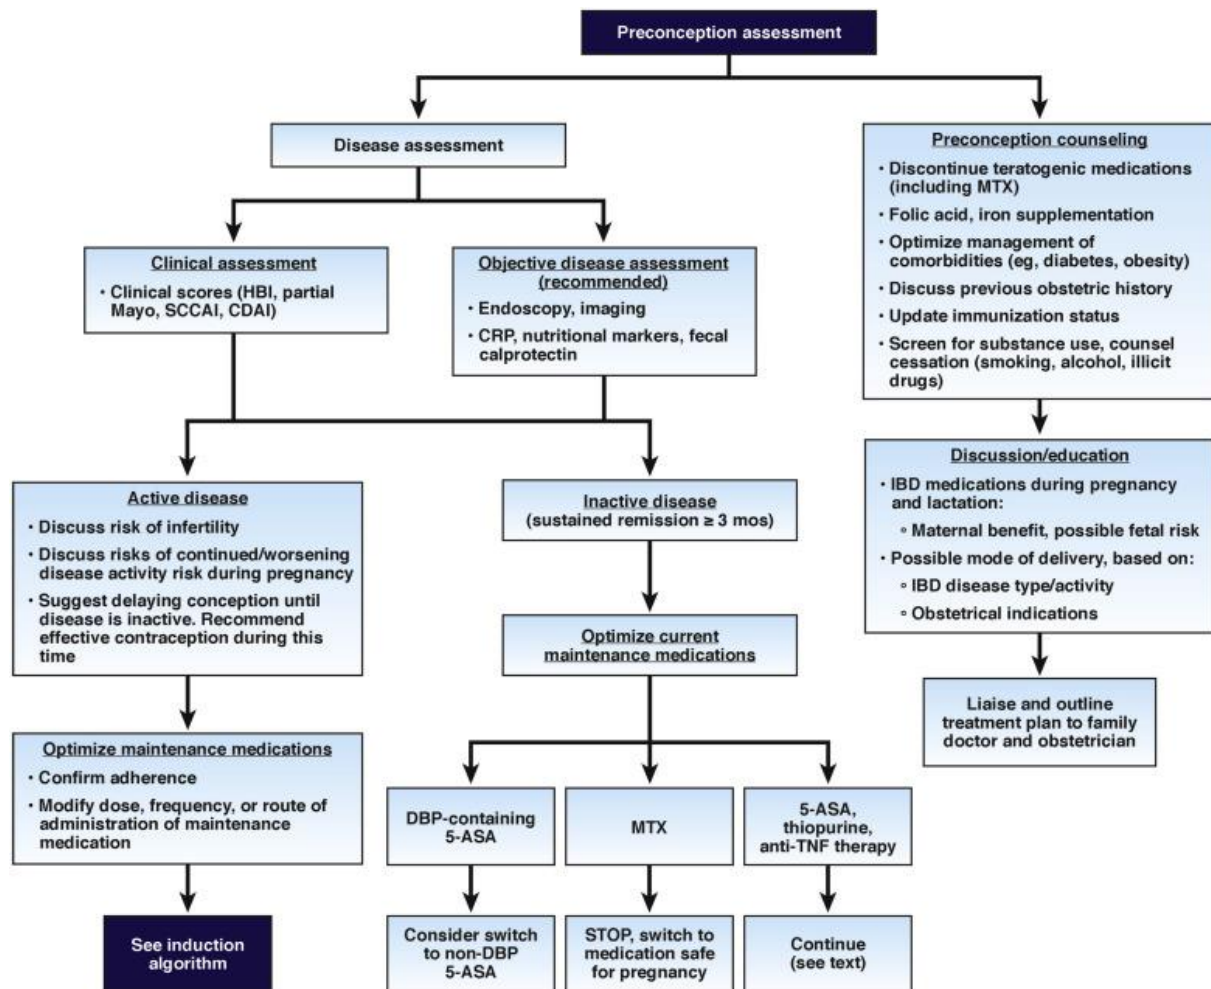 Preconception assessment
Disease assessment
Clinical assessment
• Clinical scores (HBI, partial
Mayo, SCCAI, CDAI)
Objective disease assessment
(recommended)
• Endoscopy, imaging
• CRP, nutritional markers, fecal
calprotectin
Preconception counseling
• Discontinue teratogenic medications
(including MTX)
• Folic acid, iron supplementation
• Optimize management of
comorbidities (eg, diabetes, obesity)
• Discuss previous obstetric history
• Update immunization status
• Screen for substance use, counsel
cessation (smoking, alcohol, illicit
drugs)
Active disease
• Discuss risk of infertility
• Discuss risks of continued/worsening
disease activity risk during pregnancy
• Suggest delaying conception until
disease is inactive. Recommend
effective contraception during this
time
Inactive disease
(sustained remission ≥ 3 mos)
Discussion/education
• IBD medications during pregnancy
and lactation:
∘ Maternal benefit, possible fetal risk
• Possible mode of delivery, based on:
∘ IBD disease type/activity
∘ Obstetrical indications
Optimize current
maintenance medications
Liaise and outline
treatment plan to family
doctor and obstetrician
Optimize maintenance medications
• Confirm adherence
• Modify dose, frequency, or route of
administration of maintenance
medication
DBP-containing
5-ASA
MTX
5-ASA,
thiopurine,
anti-TNF therapy
See induction
algorithm
Consider switch
to non-DBP
5-ASA
STOP, switch to
medication safe
for pregnancy
Continue
(see text)